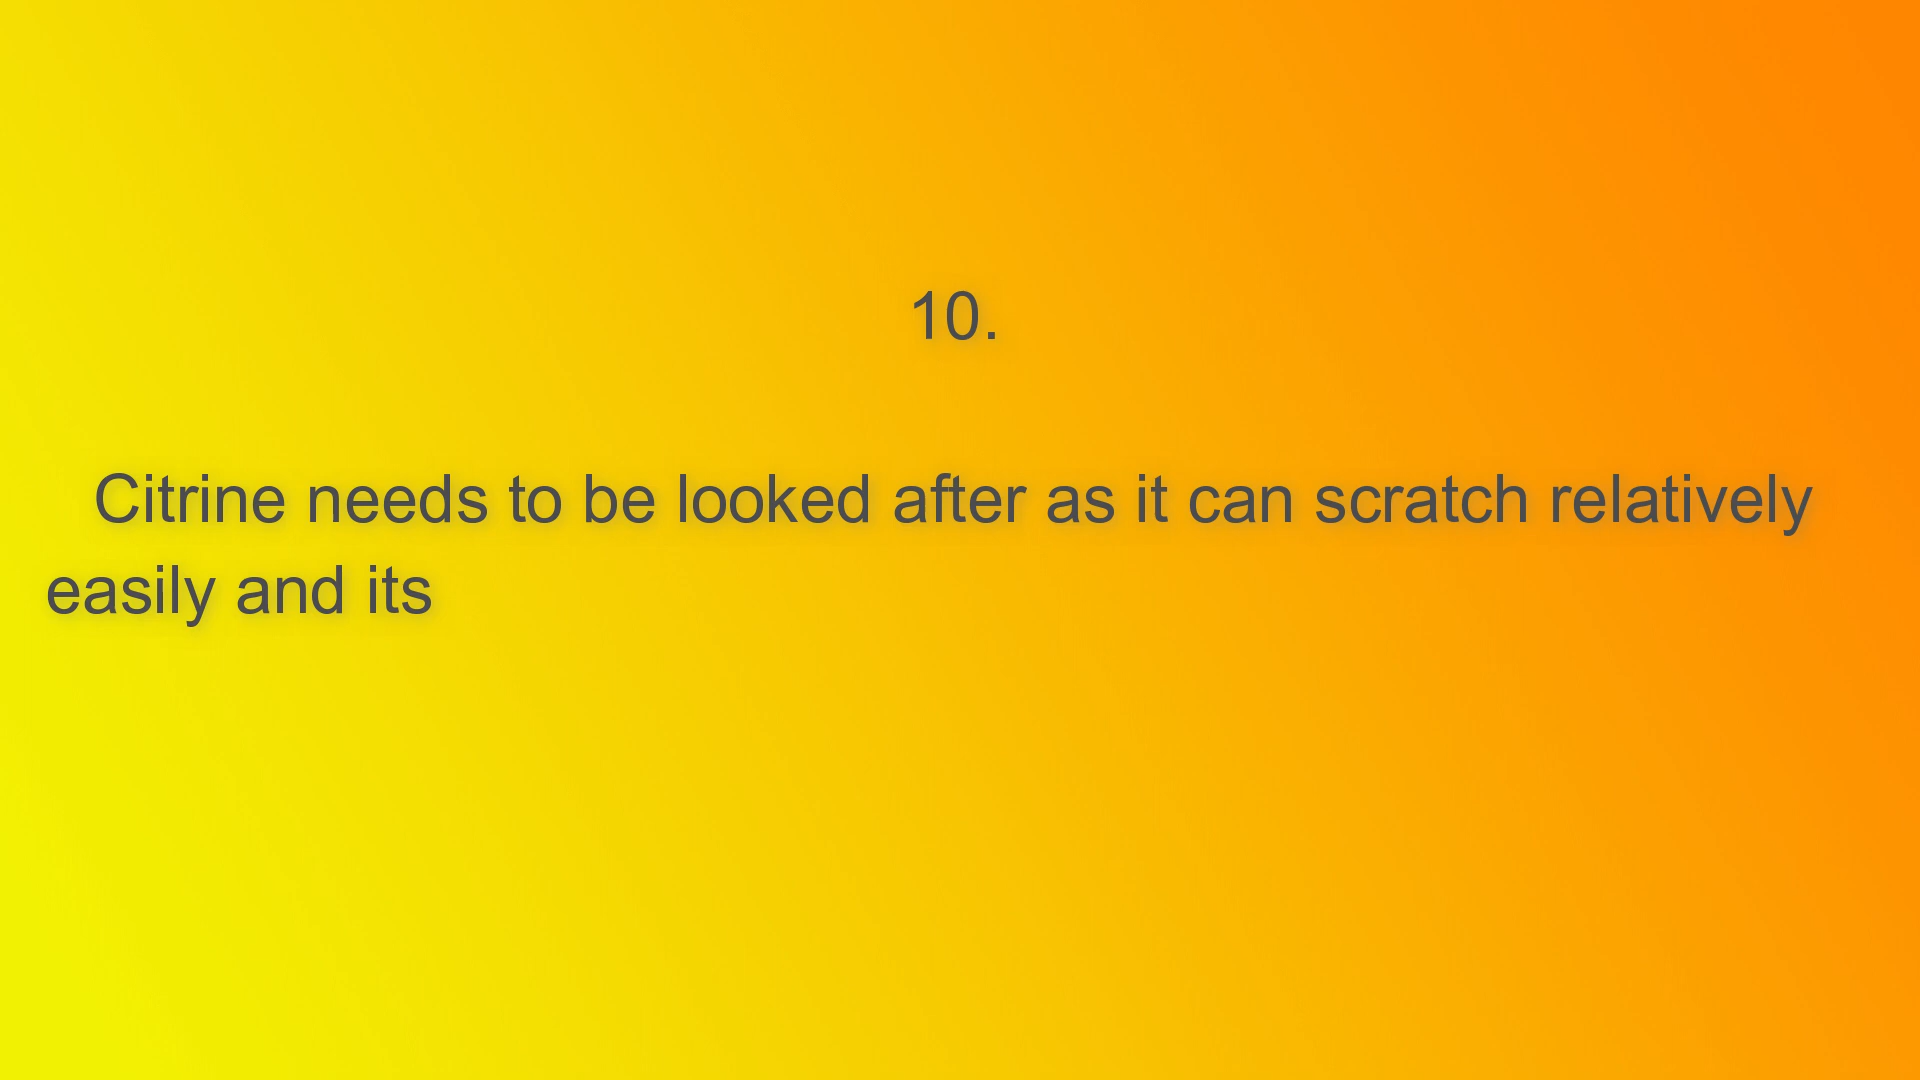 10.
Citrine needs to be looked after as it can scratch relatively
easily and its